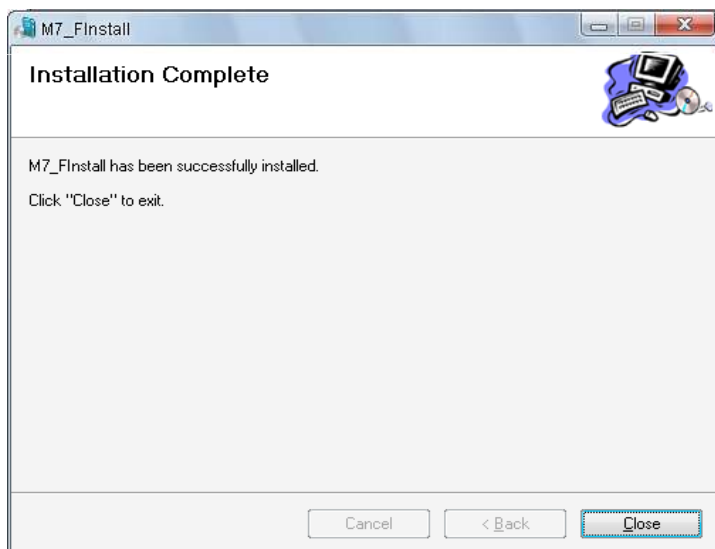 M7_FInstall
Installation Complete
M7_FInstall has been successfully installed.
Click "Close" to exit.
Cancel
< Back
Close